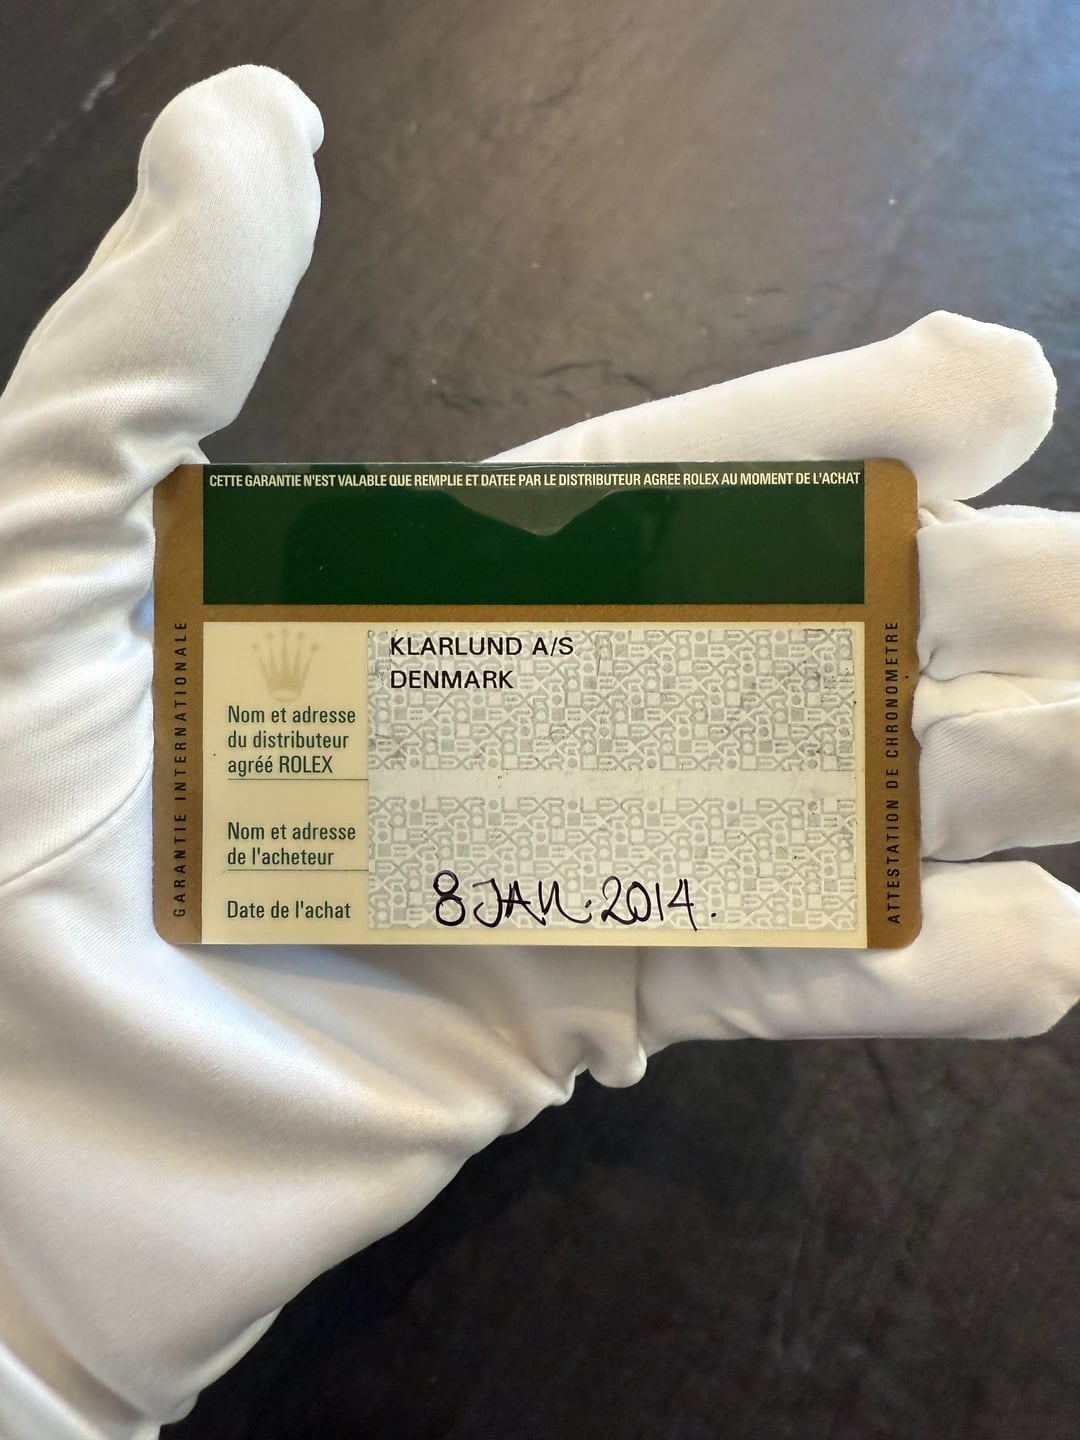 CETTE GARANTIE N'EST VALABLE QUE REMPLIE ET DATEE PAR LE DISTRIBUTEUR AGREE ROLEX AU MOMENT DE L'ACHAT
GARANTIE INTERNATIONALE
KLARLUND A/S
DENMARK
Nom et adresse
du distributeur
agréé ROLEX
Nom et adresse
de l'acheteur
Date de l'achat
8 JAN. 2014.
ATTESTATION DE CHRONOMETRE